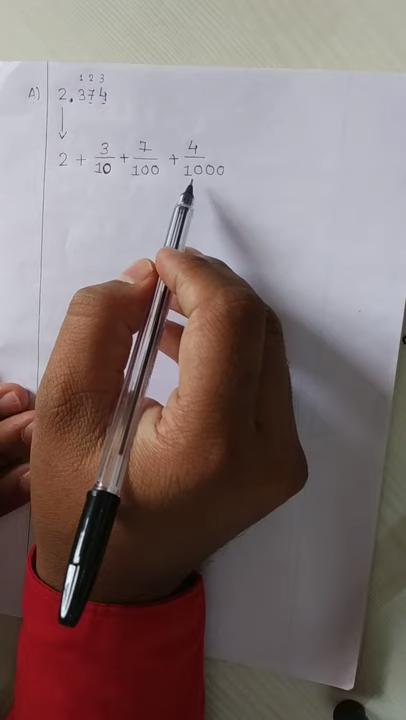 1 2 3
A) 2.374
↓
2 + 3/10 + 7/100 + 4/1000